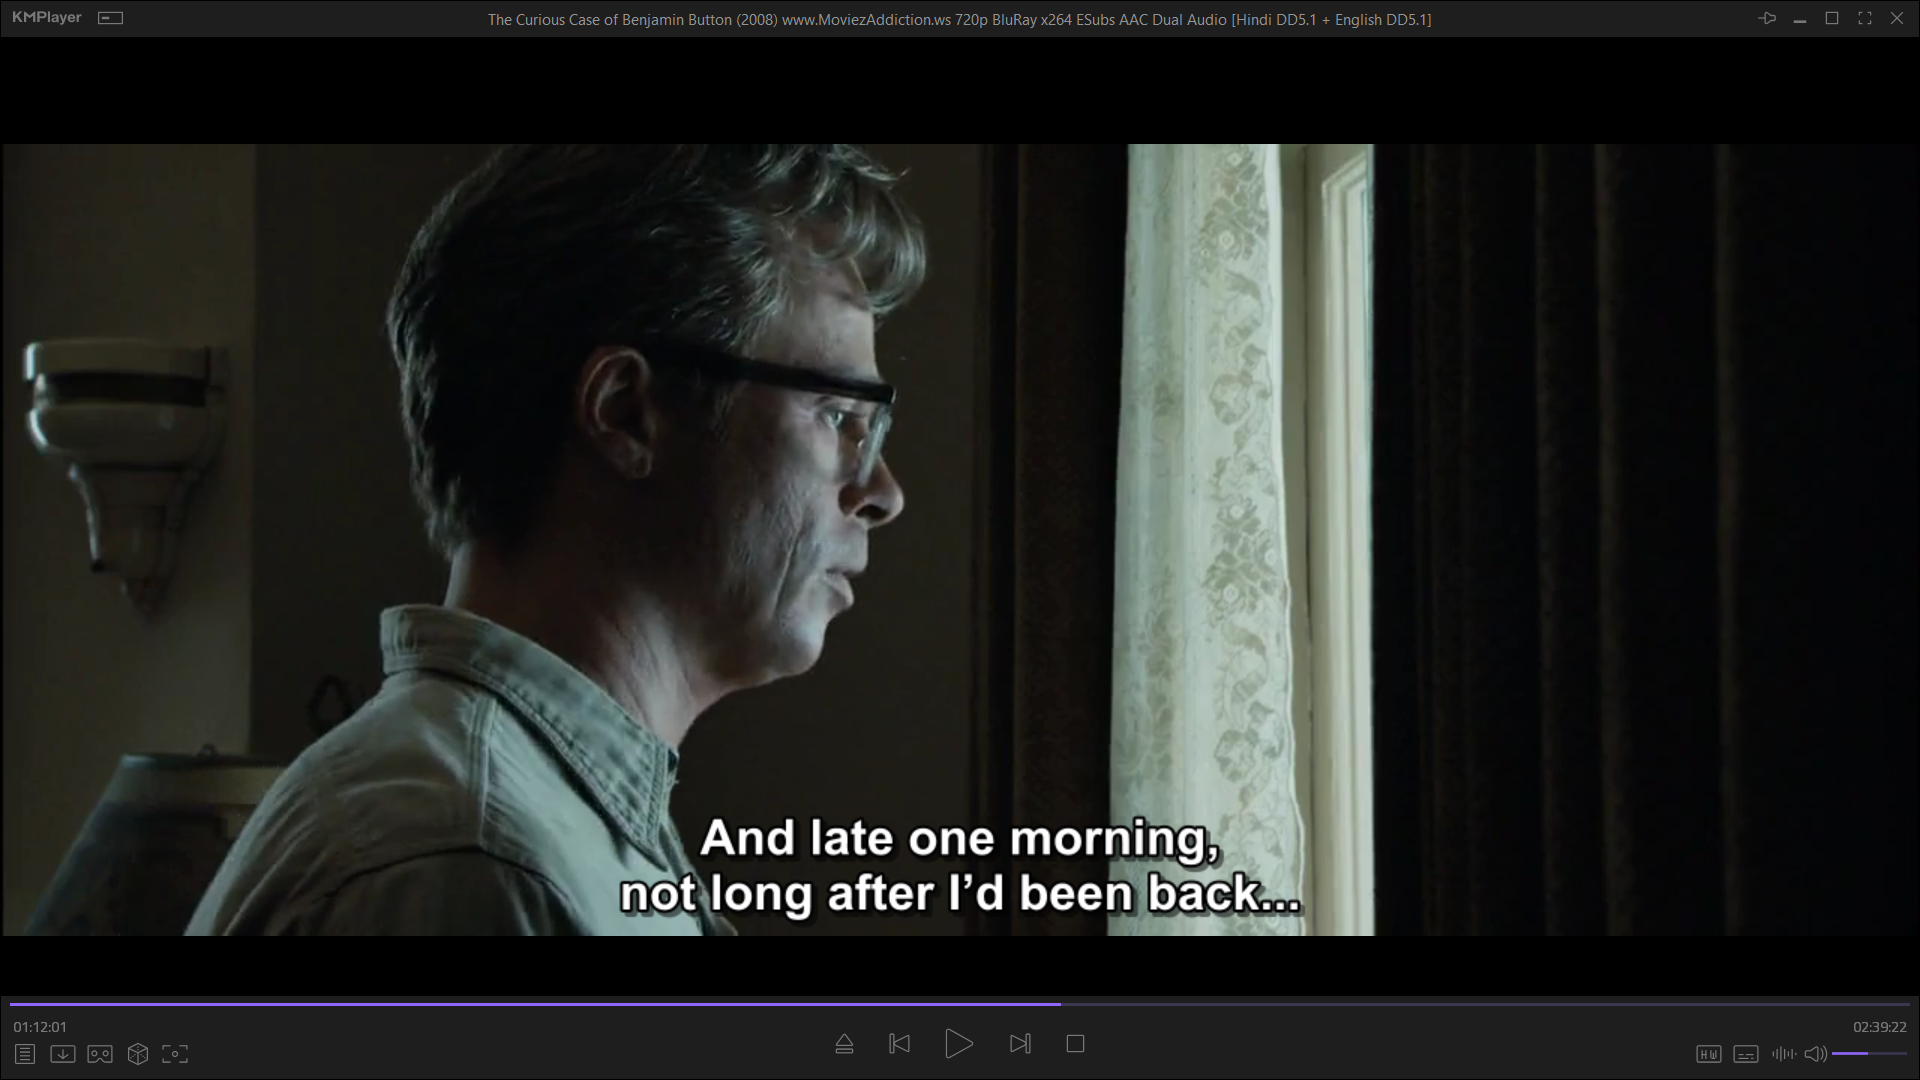 KMPlayer
The Curious Case of Benjamin Button (2008) www.MoviezAddiction.ws 720p BluRay x264 ESubs AAC Dual Audio [Hindi DD5.1 + English DD5.1]
And late one morning,
not long after I’d been back...
01:12:01
02:39:22
HW